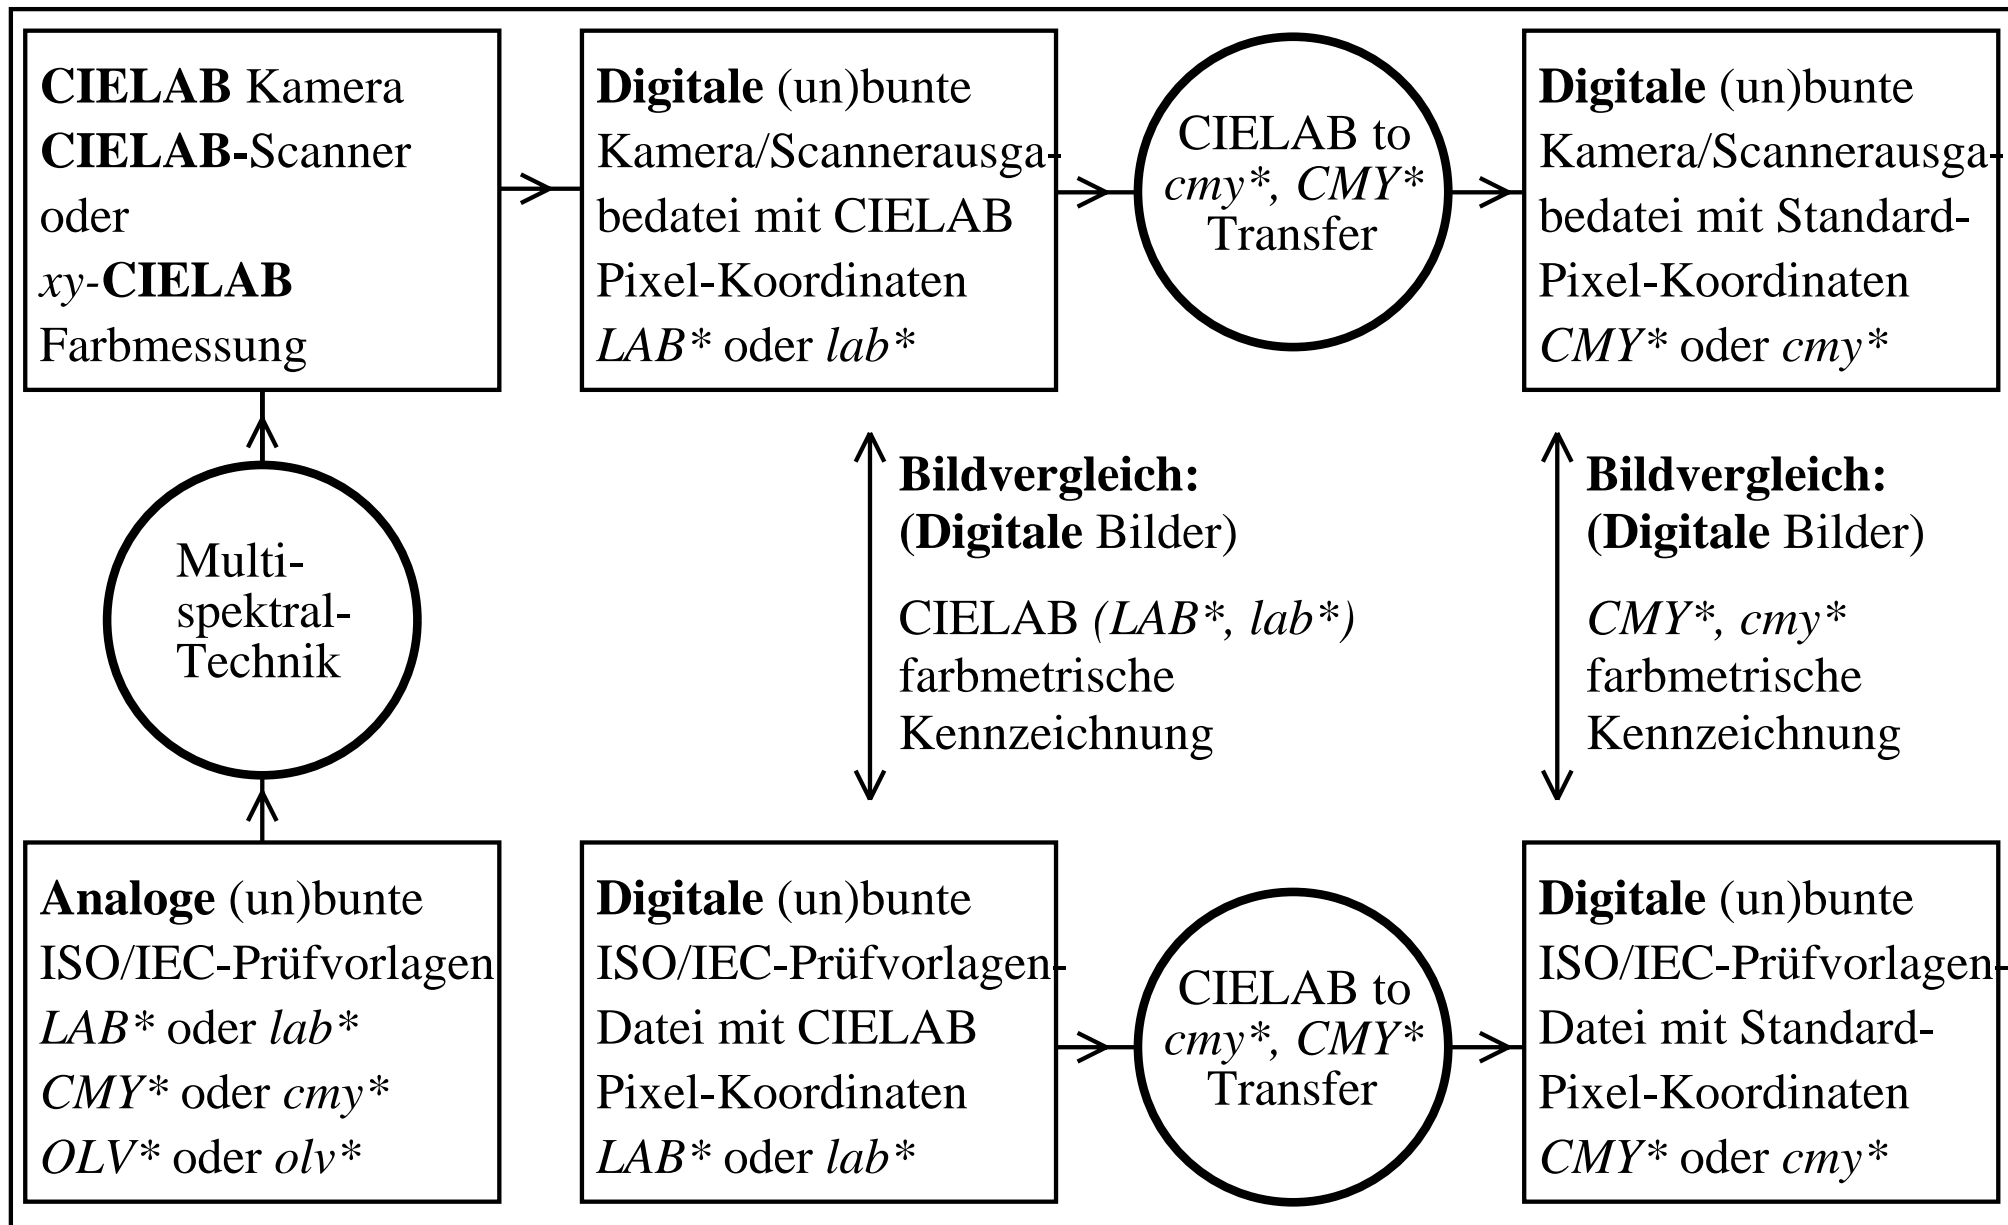 CIELAB Kamera
CIELAB-Scanner
oder
xy-CIELAB
Farbmessung
Digitale (un)bunte
Kamera/Scannerausga-
bedatei mit CIELAB
Pixel-Koordinaten
LAB* oder lab*
CIELAB to
cmy*, CMY*
Transfer
Digitale (un)bunte
Kamera/Scannerausga-
bedatei mit Standard-
Pixel-Koordinaten
CMY* oder cmy*
Multi-
spektral-
Technik
Bildvergleich:
(Digitale Bilder)
CIELAB (LAB*, lab*)
farbmetrische
Kennzeichnung
Bildvergleich:
(Digitale Bilder)
CMY*, cmy*
farbmetrische
Kennzeichnung
Analoge (un)bunte
ISO/IEC-Prüfvorlagen
LAB* oder lab*
CMY* oder cmy*
OLV* oder olv*
Digitale (un)bunte
ISO/IEC-Prüfvorlagen-
Datei mit CIELAB
Pixel-Koordinaten
LAB* oder lab*
CIELAB to
cmy*, CMY*
Transfer
Digitale (un)bunte
ISO/IEC-Prüfvorlagen-
Datei mit Standard-
Pixel-Koordinaten
CMY* oder cmy*